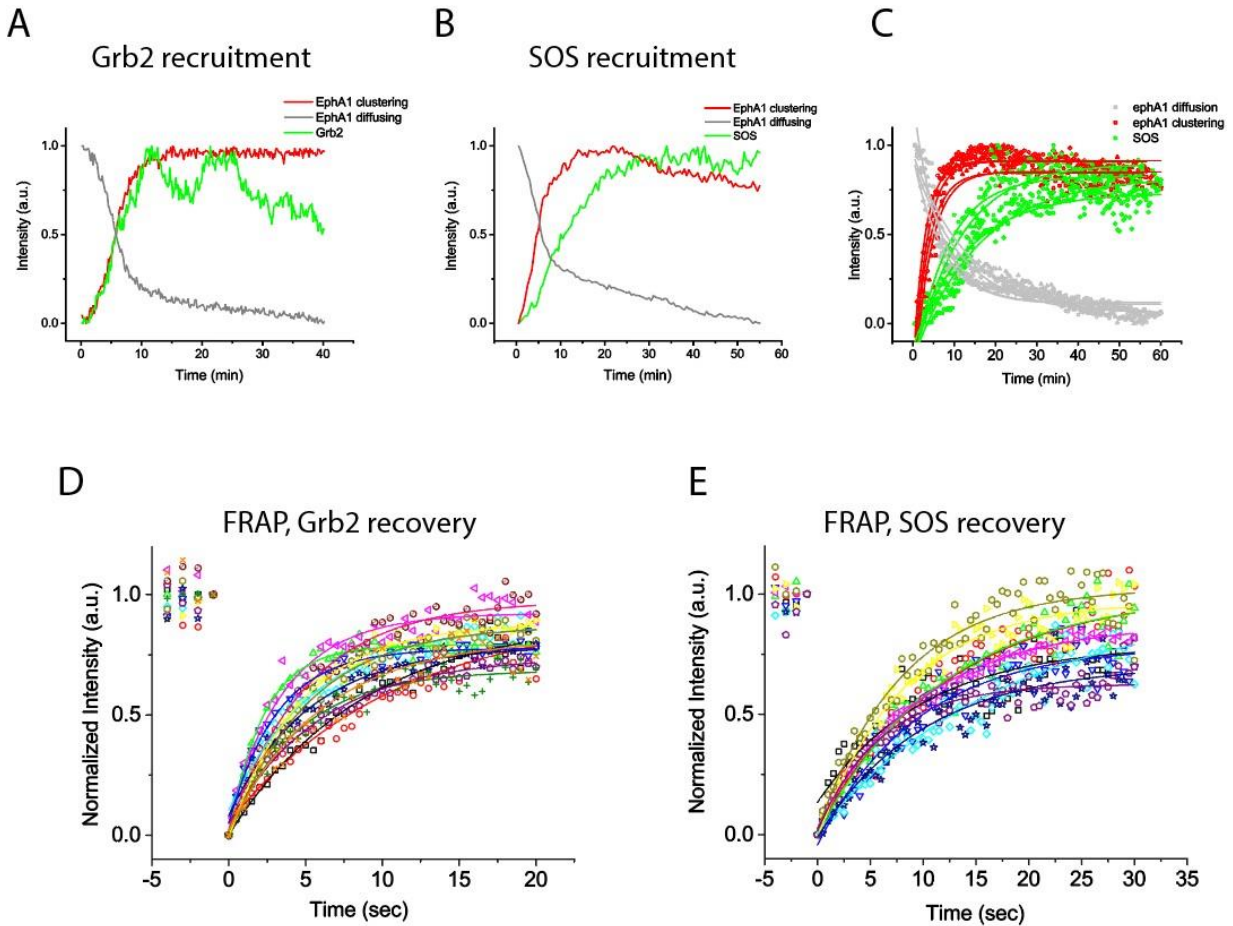 A
Grb2 recruitment
EphA1 clustering
EphA1 diffusing
Grb2
1.0
0.5
0.0
Intensity (a.u.)
0 10 20 30 40
Time (min)
B
SOS recruitment
EphA1 clustering
EphA1 diffusing
SOS
1.0
0.5
0.0
Intensity (a.u.)
0 10 20 30 40 50 60
Time (min)
C
ephA1 diffusion
ephA1 clustering
SOS
1.0
0.5
0.0
Intensity (a.u.)
0 10 20 30 40 50 60
Time (min)
D
FRAP, Grb2 recovery
1.0
0.5
0.0
Normalized Intensity (a.u.)
-5 0 5 10 15 20
Time (sec)
E
FRAP, SOS recovery
1.0
0.5
0.0
Normalized Intensity (a.u.)
-5 0 5 10 15 20 25 30 35
Time (sec)